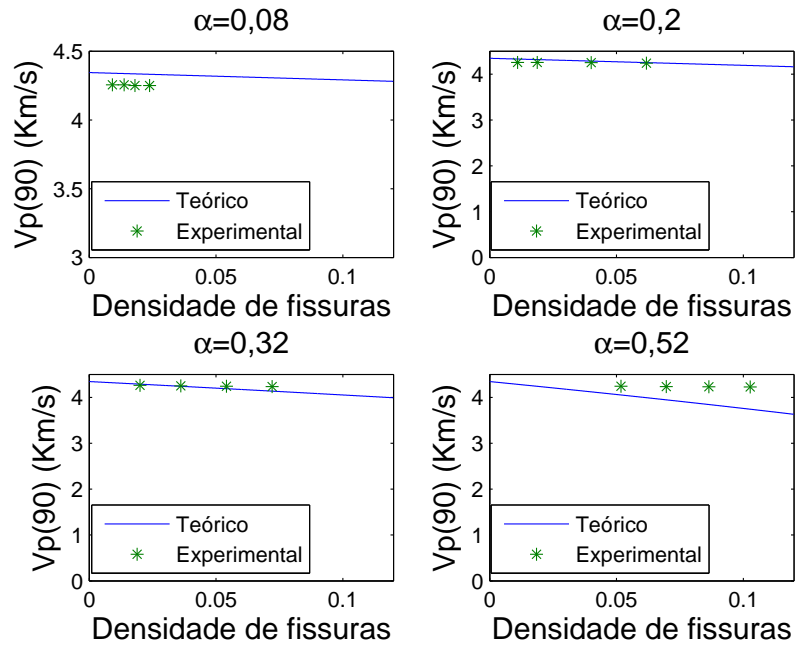 α=0,08
Vp(90) (Km/s)
4.5
4
3.5
3
Teórico
Experimental
0 0.05 0.1
Densidade de fissuras
α=0,2
Vp(90) (Km/s)
4
3
2
1
0
Teórico
Experimental
0 0.05 0.1
Densidade de fissuras
α=0,32
Vp(90) (Km/s)
4
3
2
1
0
Teórico
Experimental
0 0.05 0.1
Densidade de fissuras
α=0,52
Vp(90) (Km/s)
4
3
2
1
0
Teórico
Experimental
0 0.05 0.1
Densidade de fissuras